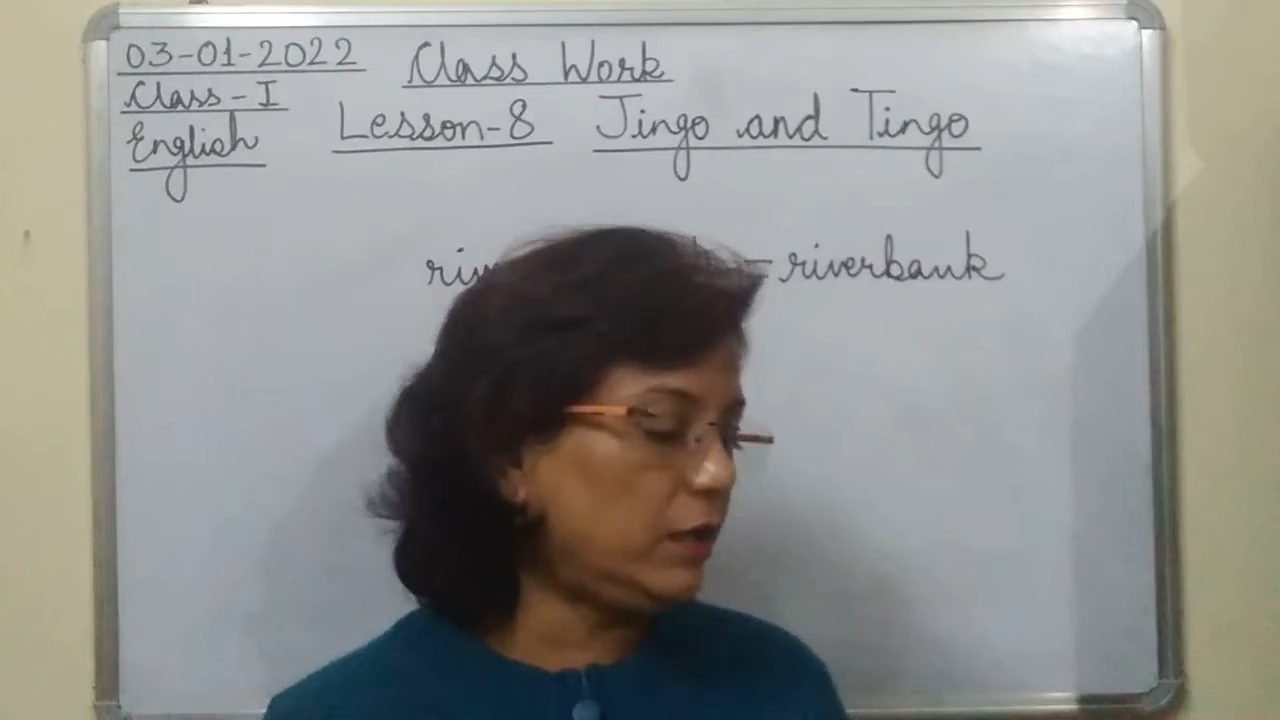 03-01-2022 Class Work
Class-I
English Lesson-8 Jingo and Tingo
= riverbank